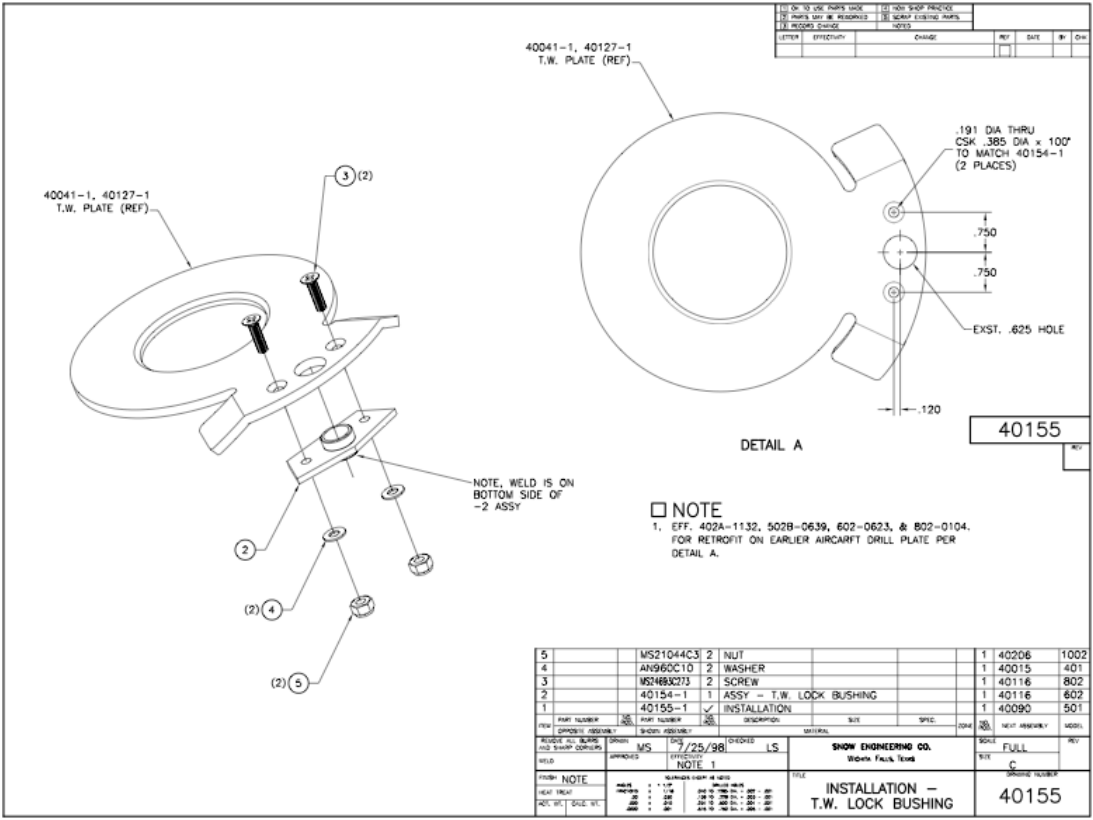 1 OK TO USE PARTS MADE 4 NOW SHOP PRACTICE
2 PARTS MAY BE REWORKED 5 SCRAP EXISTING PARTS
3 RECORD CHANGE NOTED
LETTER EFFECTIVITY CHANGE REF DATE BY CHK
40041-1, 40127-1
T.W. PLATE (REF)
.191 DIA THRU
CSK .385 DIA x 100°
TO MATCH 40154-1
(2 PLACES)
3 (2)
40041-1, 40127-1
T.W. PLATE (REF)
.750
.750
EXST. .625 HOLE
.120
DETAIL A
40155
REV
NOTE, WELD IS ON
BOTTOM SIDE OF
-2 ASSY
NOTE
1. EFF. 402A-1132, 502B-0639, 602-0623, & 802-0104.
FOR RETROFIT ON EARLIER AIRCARFT DRILL PLATE PER
DETAIL A.
2
(2) 4
(2) 5
5 MS21044C3 2 NUT 1 40206 1002
4 AN960C10 2 WASHER 1 40015 401
3 MS24693C273 2 SCREW 1 40116 802
2 40154-1 1 ASSY - T.W. LOCK BUSHING 1 40116 602
1 40155-1 ✓ INSTALLATION 1 40090 501
ITEM PART NUMBER NO. REQ. PART NUMBER NO. REQ. DESCRIPTION SIZE SPEC. ZONE NO. REQ. NEXT ASSEMBLY MODEL
OPPOSITE ASSEMBLY SHOWN ASSEMBLY MATERIAL
REMOVE ALL BURRS
AND SHARP CORNERS
DRAWN MS DATE 7/25/98 CHECKED LS
SNOW ENGINEERING CO.
WICHITA FALLS, TEXAS
SCALE FULL
REV
WELD
APPROVED EFFECTIVITY NOTE 1
SIZE C
FINISH NOTE
HEAT TREAT
ACT. WT. CALC. WT.
TITLE
INSTALLATION -
T.W. LOCK BUSHING
DRAWING NUMBER
40155